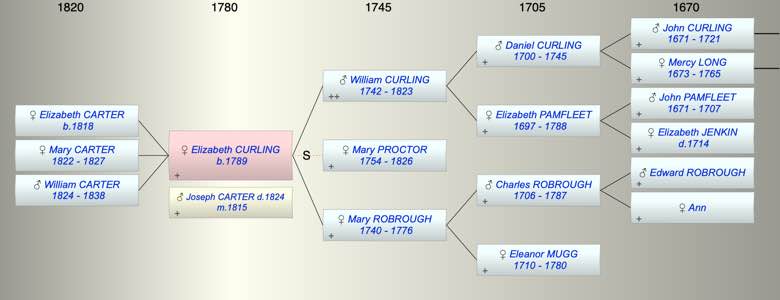 1820
1780
1745
1705
1670
♀ Elizabeth CARTER
b.1818
♀ Mary CARTER
1822 - 1827
♂ William CARTER
1824 - 1838
♀ Elizabeth CURLING
b.1789
+
♂ Joseph CARTER d.1824
m.1815
+
S
♂ William CURLING
1742 - 1823
++
♀ Mary PROCTOR
1754 - 1826
+
♀ Mary ROBROUGH
1740 - 1776
+
♂ Daniel CURLING
1700 - 1745
+
♀ Elizabeth PAMFLEET
1697 - 1788
+
♂ Charles ROBROUGH
1706 - 1787
+
♀ Eleanor MUGG
1710 - 1780
+
♂ John CURLING
1671 - 1721
+
♀ Mercy LONG
1673 - 1765
+
♂ John PAMFLEET
1671 - 1707
+
♀ Elizabeth JENKIN
d.1714
+
♂ Edward ROBROUGH
+
♀ Ann
+